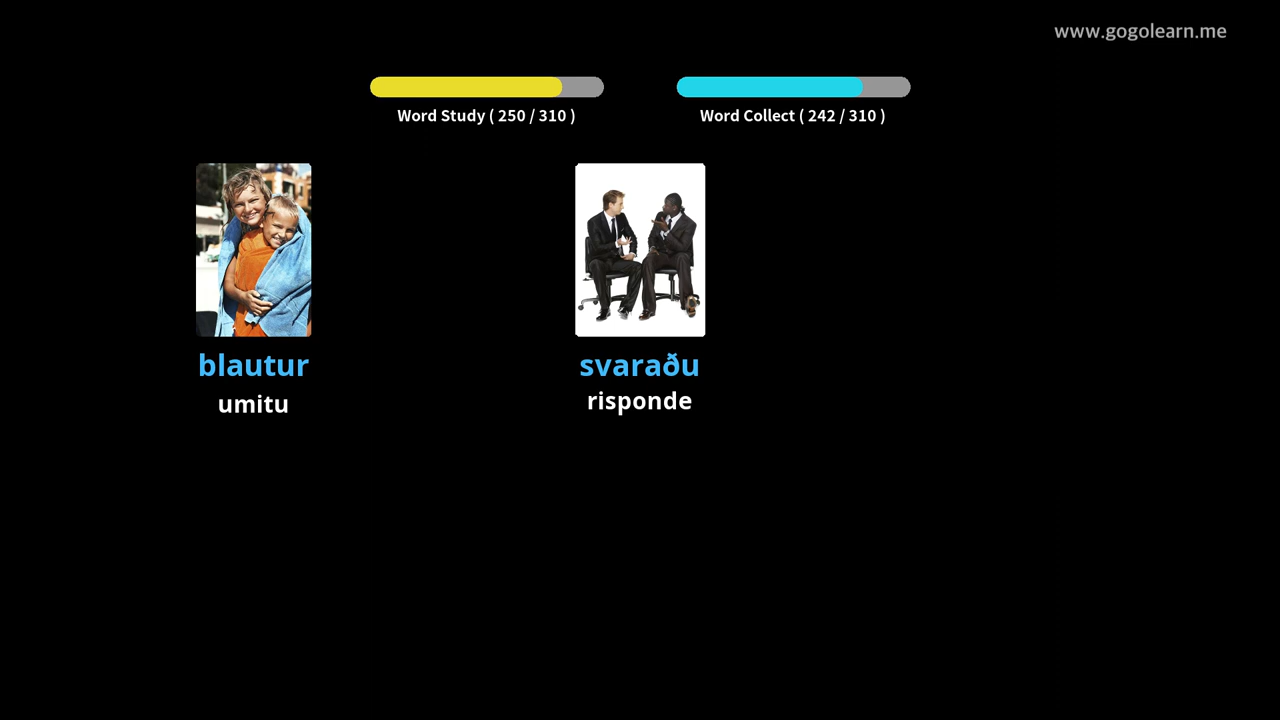 www.gogolearn.me
Word Study ( 250 / 310 )
Word Collect ( 242 / 310 )
blautur
umitu
svaraðu
risponde